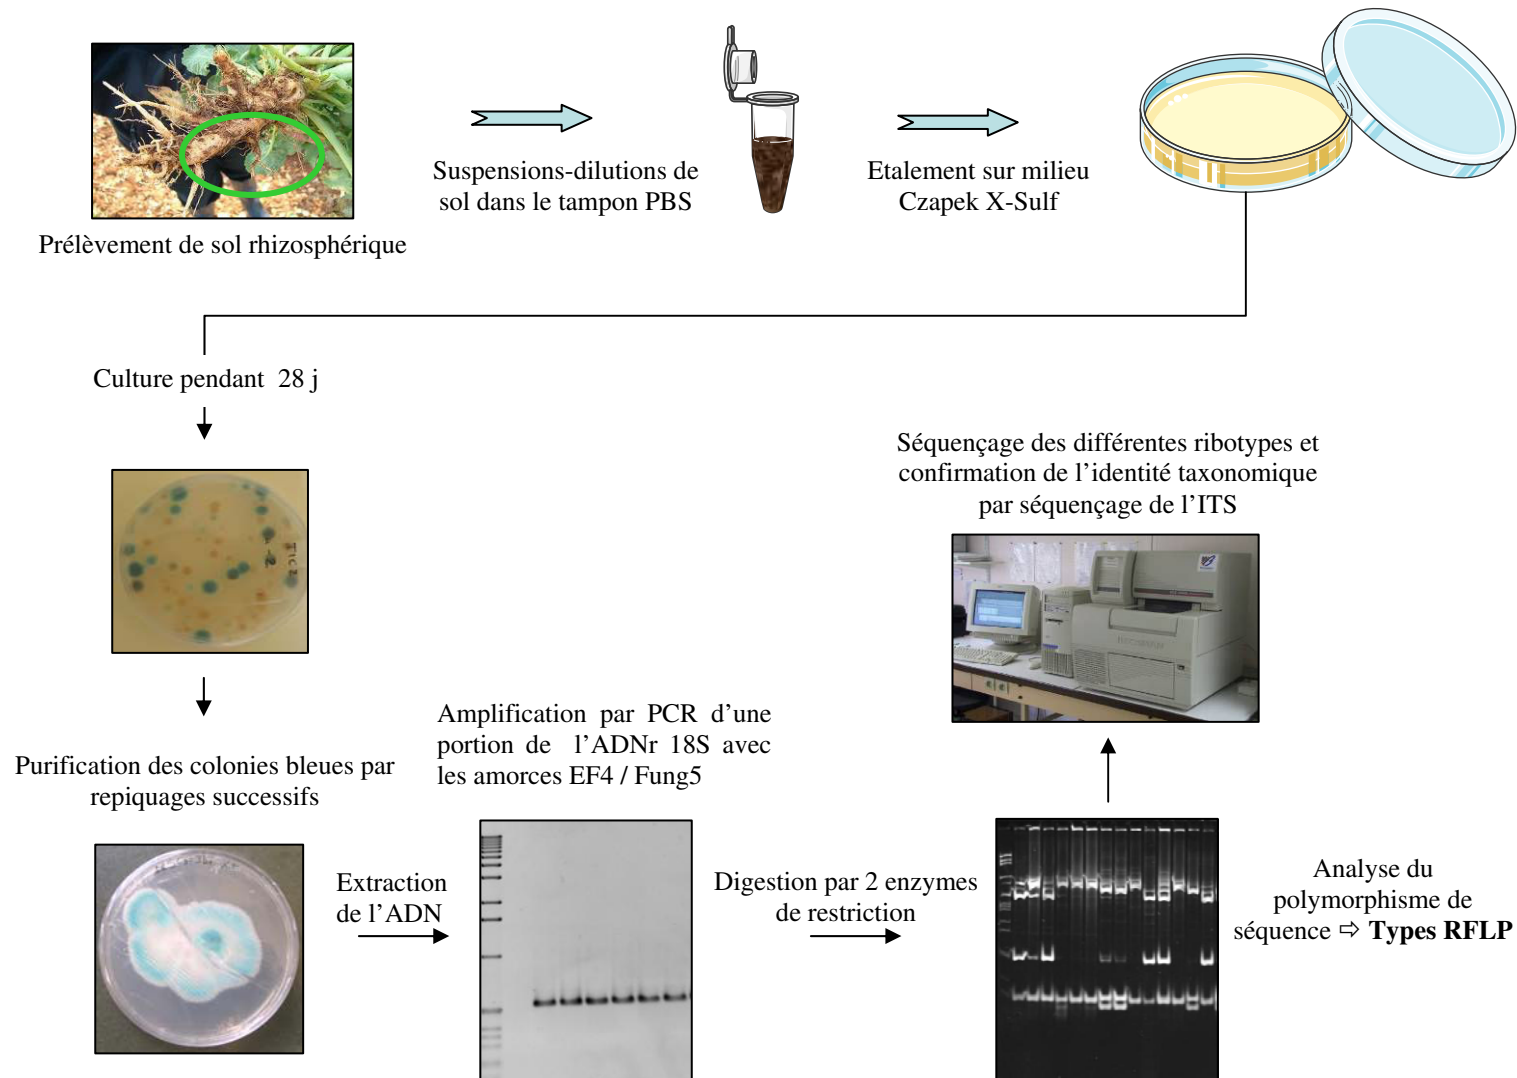 Prélèvement de sol rhizosphérique
Suspensions-dilutions de
sol dans le tampon PBS
Etalement sur milieu
Czapek X-Sulf
Culture pendant 28 j
Purification des colonies bleues par
repiquages successifs
Extraction
de l'ADN
Amplification par PCR d'une
portion de l'ADNr 18S avec
les amorces EF4 / Fung5
Digestion par 2 enzymes
de restriction
Analyse du
polymorphisme de
séquence ⇨ Types RFLP
Séquençage des différentes ribotypes et
confirmation de l'identité taxonomique
par séquençage de l'ITS